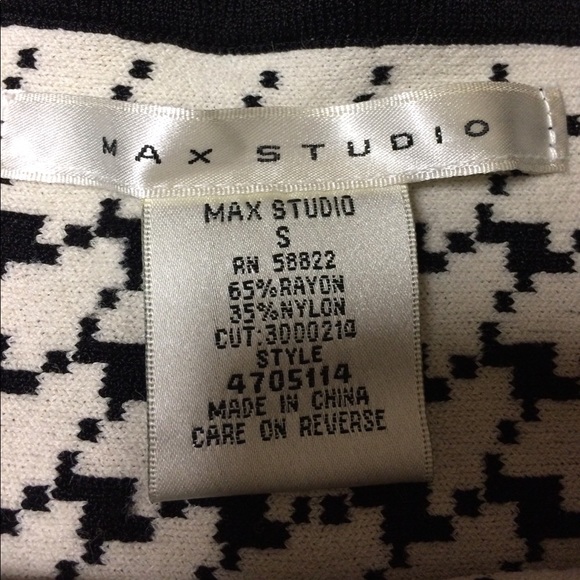 MAX STUDIO
MAX STUDIO
S
RN 58822
65%RAYON
35%NYLON
CUT:3000210
STYLE
4705114
MADE IN CHINA
CARE ON REVERSE